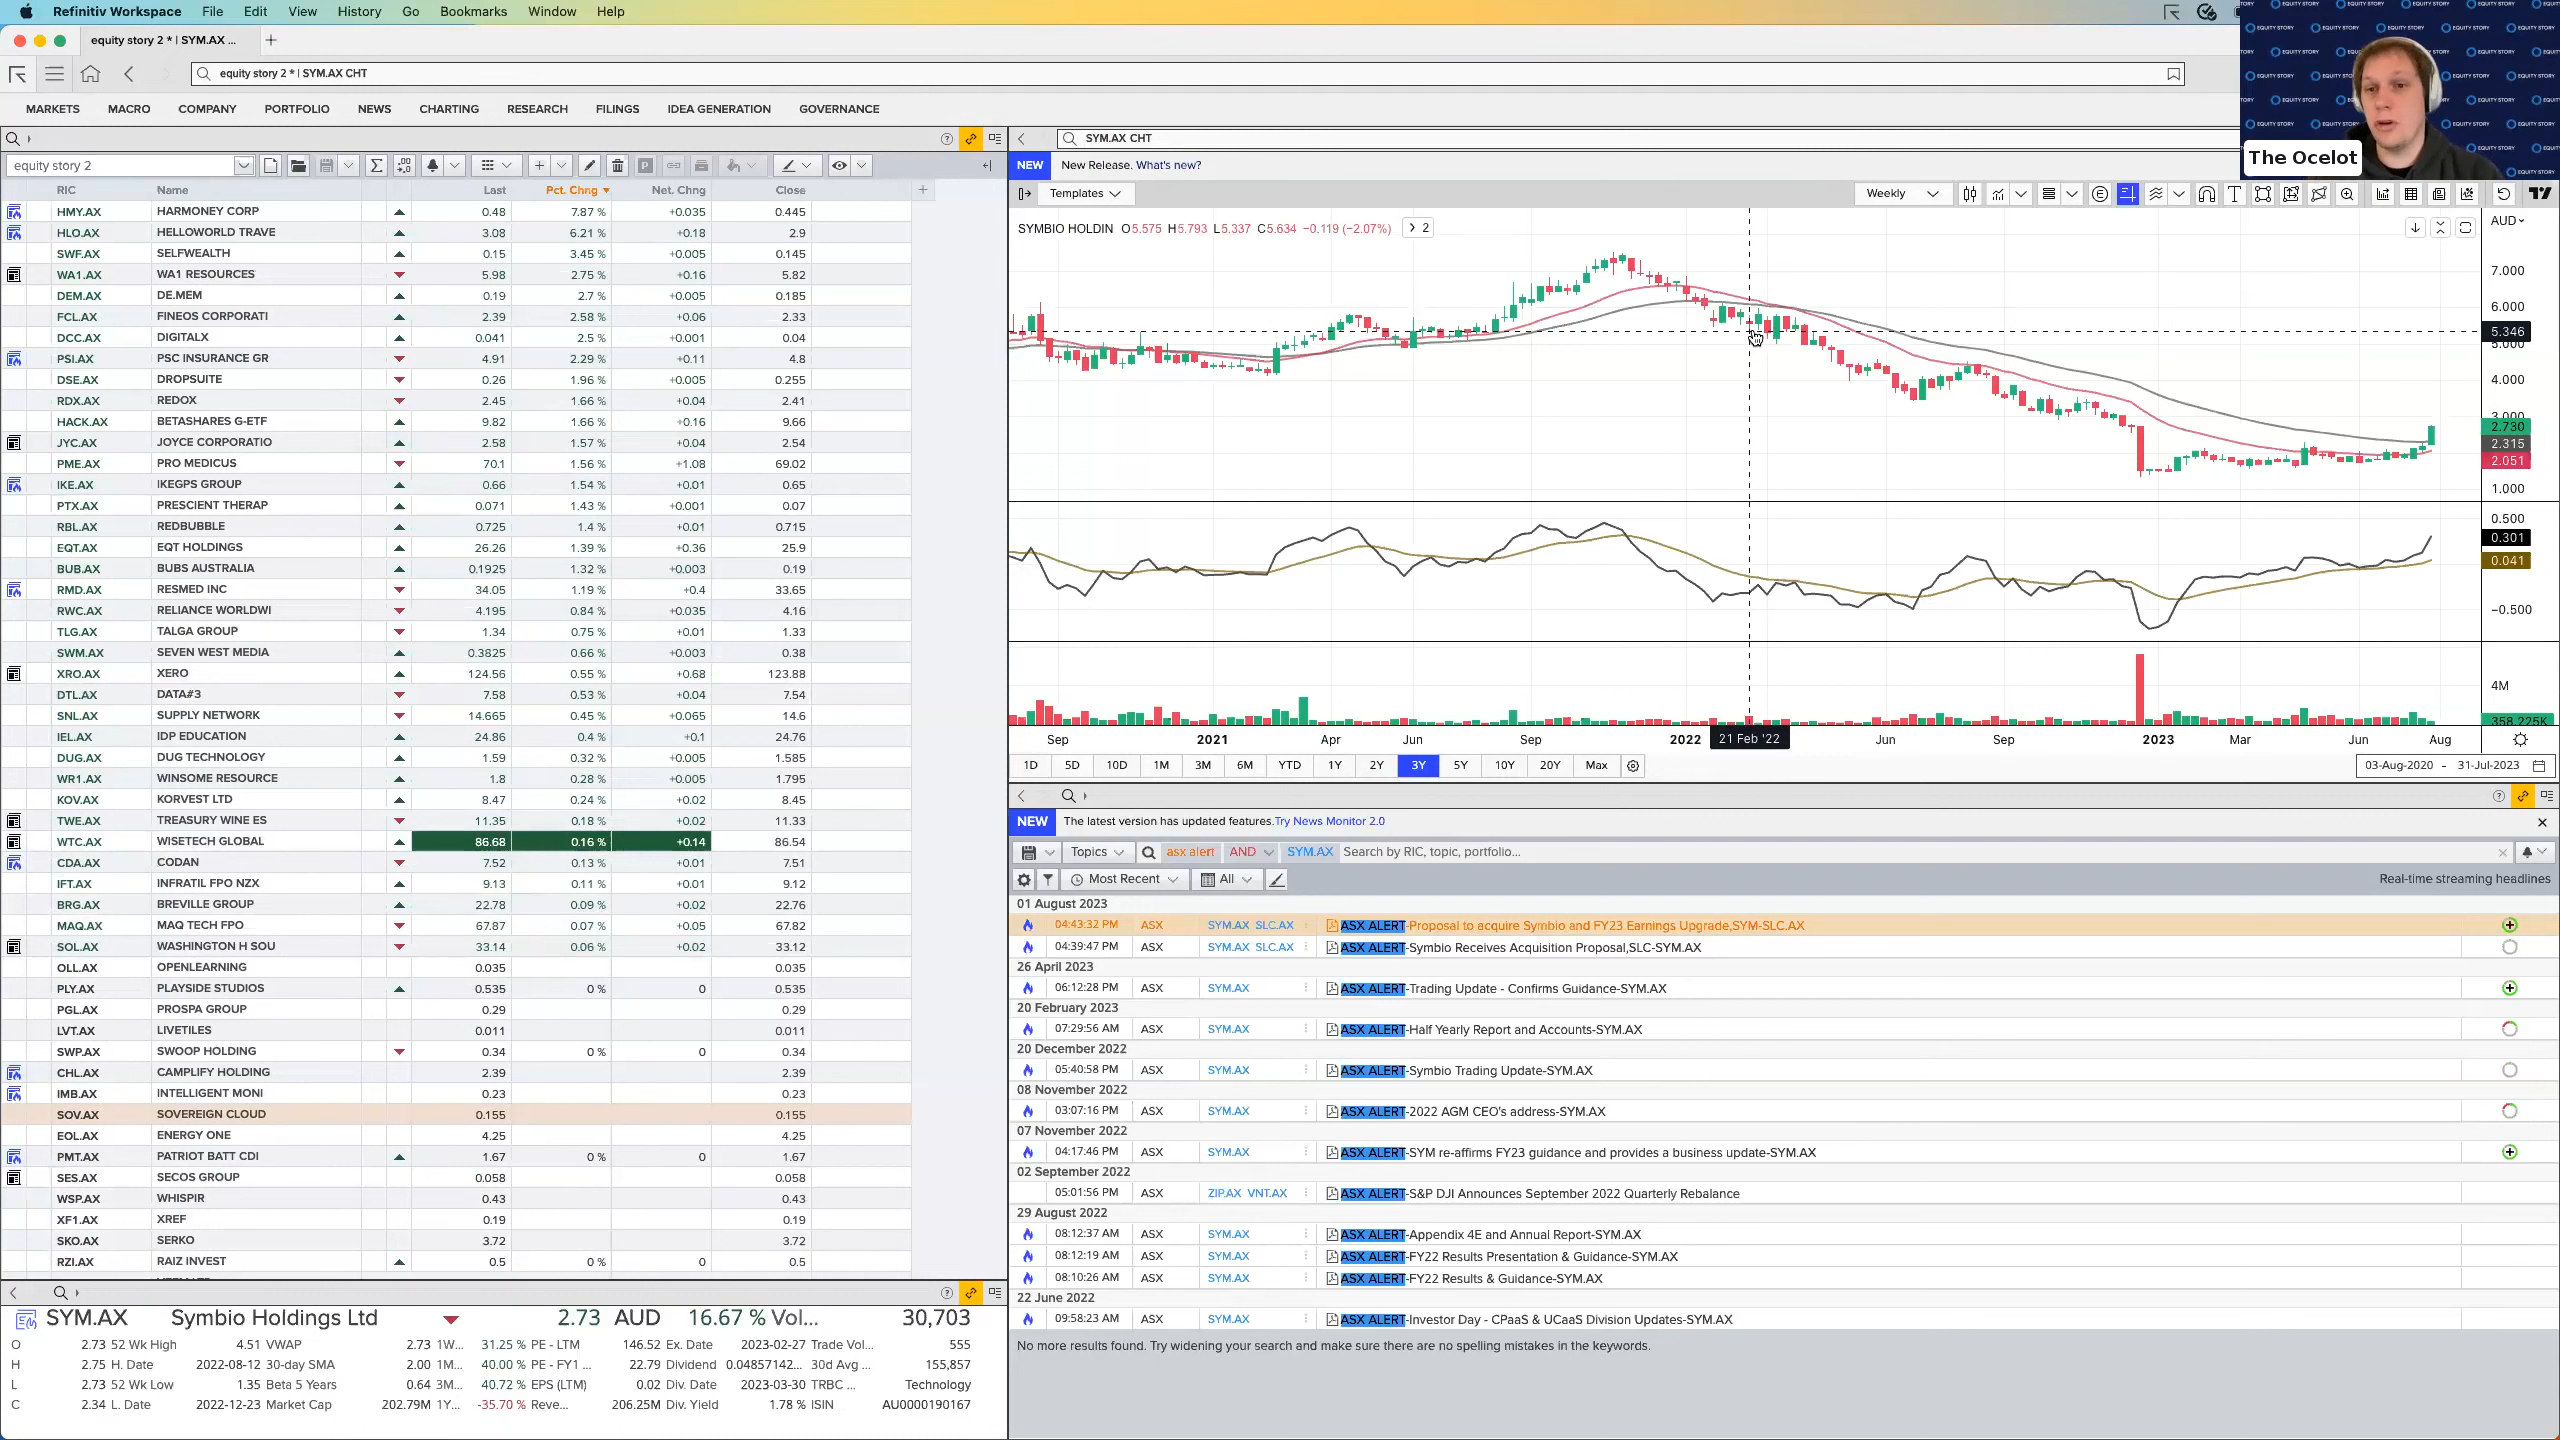 Refinitiv Workspace File Edit View History Go Bookmarks Window Help
equity story 2 * | SYM.AX ...
equity story 2 * | SYM.AX CHT
MARKETS MACRO COMPANY PORTFOLIO NEWS CHARTING RESEARCH FILINGS IDEA GENERATION GOVERNANCE
equity story 2
RIC Name Last Pct. Chng Net. Chng Close
HMY.AX HARMONEY CORP 0.48 7.87 % +0.035 0.445
HLO.AX HELLOWORLD TRAVE 3.08 6.21 % +0.18 2.9
SWF.AX SELFWEALTH 0.15 3.45 % +0.005 0.145
WA1.AX WA1 RESOURCES 5.98 2.75 % +0.16 5.82
DEM.AX DE.MEM 0.19 2.7 % +0.005 0.185
FCL.AX FINEOS CORPORATI 2.39 2.58 % +0.06 2.33
DCC.AX DIGITALX 0.041 2.5 % +0.001 0.04
PSI.AX PSC INSURANCE GR 4.91 2.29 % +0.11 4.8
DSE.AX DROPSUITE 0.26 1.96 % +0.005 0.255
RDX.AX REDOX 2.45 1.66 % +0.04 2.41
HACK.AX BETASHARES G-ETF 9.82 1.66 % +0.16 9.66
JYC.AX JOYCE CORPORATIO 2.58 1.57 % +0.04 2.54
PME.AX PRO MEDICUS 70.1 1.56 % +1.08 69.02
IKE.AX IKEGPS GROUP 0.66 1.54 % +0.01 0.65
PTX.AX PRESCIENT THERAP 0.071 1.43 % +0.001 0.07
RBL.AX REDBUBBLE 0.725 1.4 % +0.01 0.715
EQT.AX EQT HOLDINGS 26.26 1.39 % +0.36 25.9
BUB.AX BUBS AUSTRALIA 0.1925 1.32 % +0.003 0.19
RMD.AX RESMED INC 34.05 1.19 % +0.4 33.65
RWC.AX RELIANCE WORLDWI 4.195 0.84 % +0.035 4.16
TLG.AX TALGA GROUP 1.34 0.75 % +0.01 1.33
SWM.AX SEVEN WEST MEDIA 0.3825 0.66 % +0.003 0.38
XRO.AX XERO 124.56 0.55 % +0.68 123.88
DTL.AX DATA#3 7.58 0.53 % +0.04 7.54
SNL.AX SUPPLY NETWORK 14.665 0.45 % +0.065 14.6
IEL.AX IDP EDUCATION 24.86 0.4 % +0.1 24.76
DUG.AX DUG TECHNOLOGY 1.59 0.32 % +0.005 1.585
WR1.AX WINSOME RESOURCE 1.8 0.28 % +0.005 1.795
KOV.AX KORVEST LTD 8.47 0.24 % +0.02 8.45
TWE.AX TREASURY WINE ES 11.35 0.18 % +0.02 11.33
WTC.AX WISETECH GLOBAL 86.68 0.16 % +0.14 86.54
CDA.AX CODAN 7.52 0.13 % +0.01 7.51
IFT.AX INFRATIL FPO NZX 9.13 0.11 % +0.01 9.12
BRG.AX BREVILLE GROUP 22.78 0.09 % +0.02 22.76
MAQ.AX MAQ TECH FPO 67.87 0.07 % +0.05 67.82
SOL.AX WASHINGTON H SOU 33.14 0.06 % +0.02 33.12
OLL.AX OPENLEARNING 0.035 0.035
PLY.AX PLAYSIDE STUDIOS 0.535 0 % 0 0.535
PGL.AX PROSPA GROUP 0.29 0.29
LVT.AX LIVETILES 0.011 0.011
SWP.AX SWOOP HOLDING 0.34 0 % 0 0.34
CHL.AX CAMPLIFY HOLDING 2.39 2.39
IMB.AX INTELLIGENT MONI 0.23 0.23
SOV.AX SOVEREIGN CLOUD 0.155 0.155
EOL.AX ENERGY ONE 4.25 4.25
PMT.AX PATRIOT BATT CDI 1.67 0 % 0 1.67
SES.AX SECOS GROUP 0.058 0.058
WSP.AX WHISPIR 0.43 0.43
XF1.AX XREF 0.19 0.19
SKO.AX SERKO 3.72 3.72
RZI.AX RAIZ INVEST 0.5 0 % 0 0.5
SYM.AX Symbio Holdings Ltd 2.73 AUD 16.67 % Vol... 30,703
O 2.73 52 Wk High 4.51 VWAP 2.73 1W... 31.25 % PE - LTM 146.52 Ex. Date 2023-02-27 Trade Vol... 555
H 2.75 H. Date 2022-08-12 30-day SMA 2.00 1M... 40.00 % PE - FY1 ... 22.79 Dividend 0.04857142... 30d Avg ... 155,857
L 2.73 52 Wk Low 1.35 Beta 5 Years 0.64 3M... 40.72 % EPS (LTM) 0.02 Div. Date 2023-03-30 TRBC ... Technology
C 2.34 L. Date 2022-12-23 Market Cap 202.79M 1Y... -35.70 % Reve... 206.25M Div. Yield 1.78 % ISIN AU0000190167
SYM.AX CHT
NEW New Release. What's new?
Templates Weekly
SYMBIO HOLDIN O5.575 H5.793 L5.337 C5.634 −0.119 (−2.07%) 2
AUD
7.000
6.000
5.346
5.000
4.000
3.000
2.730
2.315
2.051
1.000
0.500
0.301
0.041
−0.500
4M
358.225K
Sep 2021 Apr Jun Sep 2022 21 Feb '22 Jun Sep 2023 Mar Jun Aug
1D 5D 10D 1M 3M 6M YTD 1Y 2Y 3Y 5Y 10Y 20Y Max 03-Aug-2020 - 31-Jul-2023
NEW The latest version has updated features.Try News Monitor 2.0
Topics asx alert AND SYM.AX Search by RIC, topic, portfolio...
Most Recent All Real-time streaming headlines
01 August 2023
04:43:32 PM ASX SYM.AX SLC.AX ASX ALERT-Proposal to acquire Symbio and FY23 Earnings Upgrade,SYM-SLC.AX
04:39:47 PM ASX SYM.AX SLC.AX ASX ALERT-Symbio Receives Acquisition Proposal,SLC-SYM.AX
26 April 2023
06:12:28 PM ASX SYM.AX ASX ALERT-Trading Update - Confirms Guidance-SYM.AX
20 February 2023
07:29:56 AM ASX SYM.AX ASX ALERT-Half Yearly Report and Accounts-SYM.AX
20 December 2022
05:40:58 PM ASX SYM.AX ASX ALERT-Symbio Trading Update-SYM.AX
08 November 2022
03:07:16 PM ASX SYM.AX ASX ALERT-2022 AGM CEO's address-SYM.AX
07 November 2022
04:17:46 PM ASX SYM.AX ASX ALERT-SYM re-affirms FY23 guidance and provides a business update-SYM.AX
02 September 2022
05:01:56 PM ASX ZIP.AX VNT.AX ASX ALERT-S&P DJI Announces September 2022 Quarterly Rebalance
29 August 2022
08:12:37 AM ASX SYM.AX ASX ALERT-Appendix 4E and Annual Report-SYM.AX
08:12:19 AM ASX SYM.AX ASX ALERT-FY22 Results Presentation & Guidance-SYM.AX
08:10:26 AM ASX SYM.AX ASX ALERT-FY22 Results & Guidance-SYM.AX
22 June 2022
09:58:23 AM ASX SYM.AX ASX ALERT-Investor Day - CPaaS & UCaaS Division Updates-SYM.AX
No more results found. Try widening your search and make sure there are no spelling mistakes in the keywords.
EQUITY STORY
The Ocelot